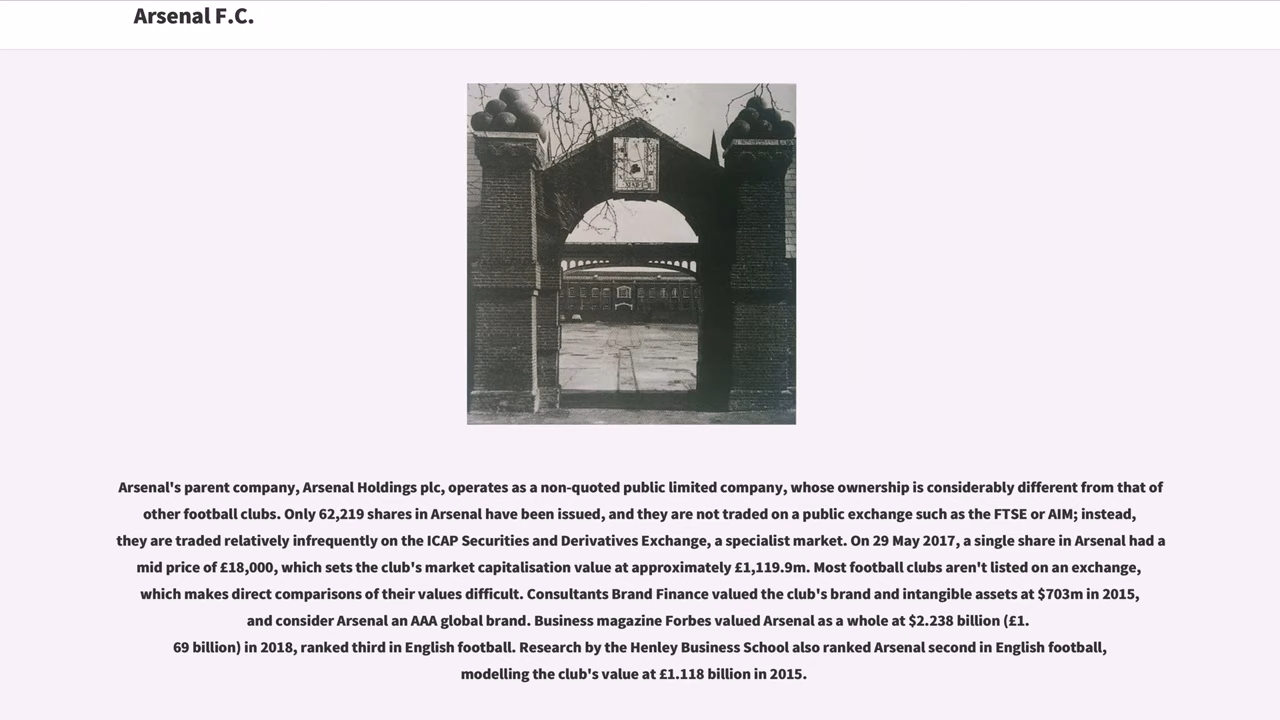 Arsenal F.C.
Arsenal's parent company, Arsenal Holdings plc, operates as a non-quoted public limited company, whose ownership is considerably different from that of
other football clubs. Only 62,219 shares in Arsenal have been issued, and they are not traded on a public exchange such as the FTSE or AIM; instead,
they are traded relatively infrequently on the ICAP Securities and Derivatives Exchange, a specialist market. On 29 May 2017, a single share in Arsenal had a
mid price of £18,000, which sets the club's market capitalisation value at approximately £1,119.9m. Most football clubs aren't listed on an exchange,
which makes direct comparisons of their values difficult. Consultants Brand Finance valued the club's brand and intangible assets at $703m in 2015,
and consider Arsenal an AAA global brand. Business magazine Forbes valued Arsenal as a whole at $2.238 billion (£1.
69 billion) in 2018, ranked third in English football. Research by the Henley Business School also ranked Arsenal second in English football,
modelling the club's value at £1.118 billion in 2015.